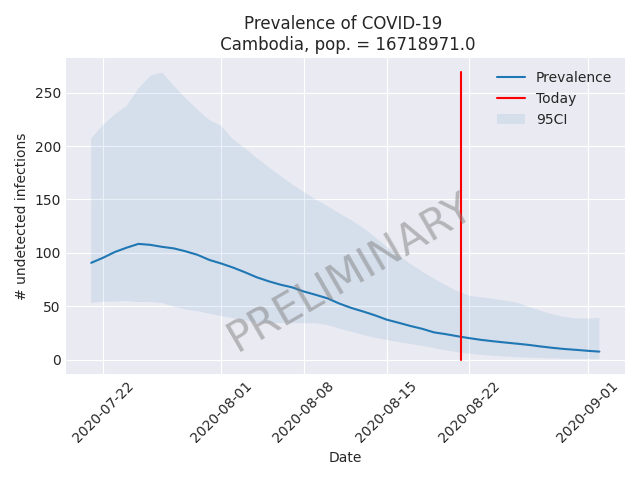 Prevalence of COVID-19
Cambodia, pop. = 16718971.0
Prevalence
Today
95CI
# undetected infections
250
200
150
100
50
0
PRELIMINARY
2020-07-22
2020-08-01
2020-08-08
2020-08-15
2020-08-22
2020-09-01
Date